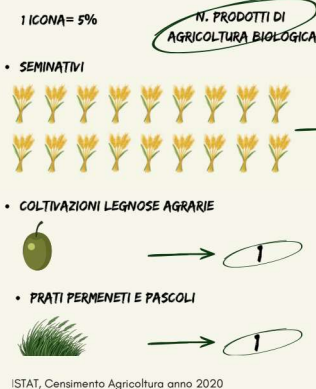 1 ICONA= 5%
N. PRODOTTI DI
AGRICOLTURA BIOLOGICA
• SEMINATIVI
• COLTIVAZIONI LEGNOSE AGRARIE
1
• PRATI PERMENETI E PASCOLI
1
ISTAT, Censimento Agricoltura anno 2020